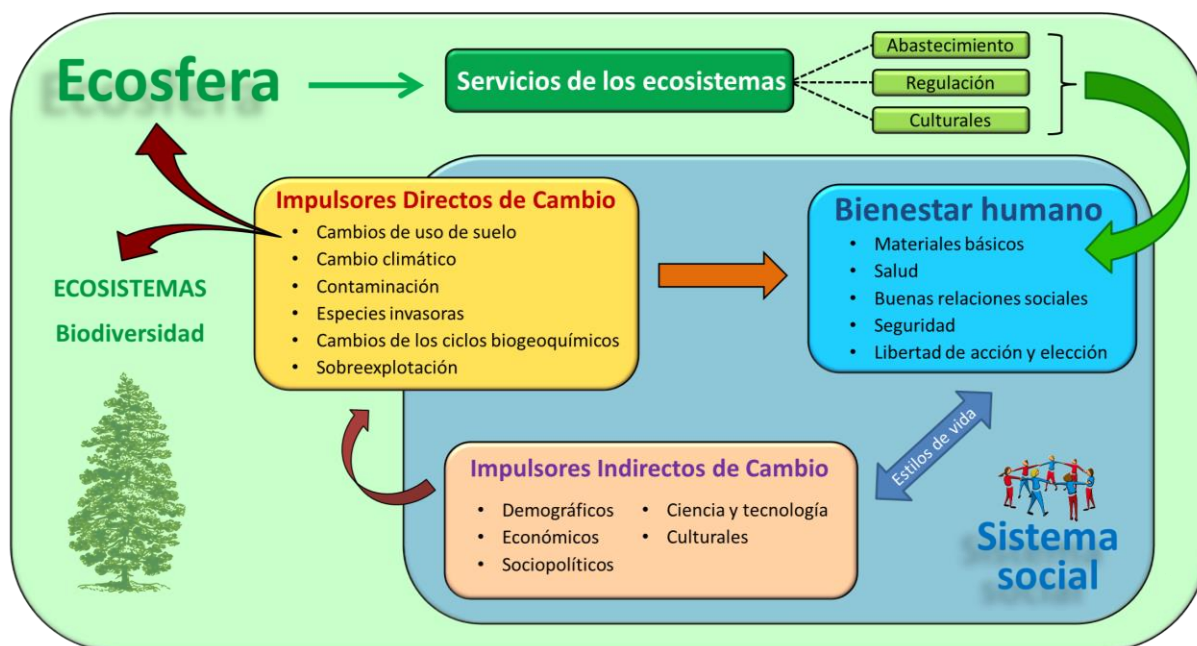 Ecosfera
Servicios de los ecosistemas
Abastecimiento
Regulación
Culturales
Impulsores Directos de Cambio
• Cambios de uso de suelo
• Cambio climático
• Contaminación
• Especies invasoras
• Cambios de los ciclos biogeoquímicos
• Sobreexplotación
Bienestar humano
• Materiales básicos
• Salud
• Buenas relaciones sociales
• Seguridad
• Libertad de acción y elección
ECOSISTEMAS
Biodiversidad
Estilos de vida
Impulsores Indirectos de Cambio
• Demográficos
• Económicos
• Sociopolíticos
• Ciencia y tecnología
• Culturales
Sistema
social